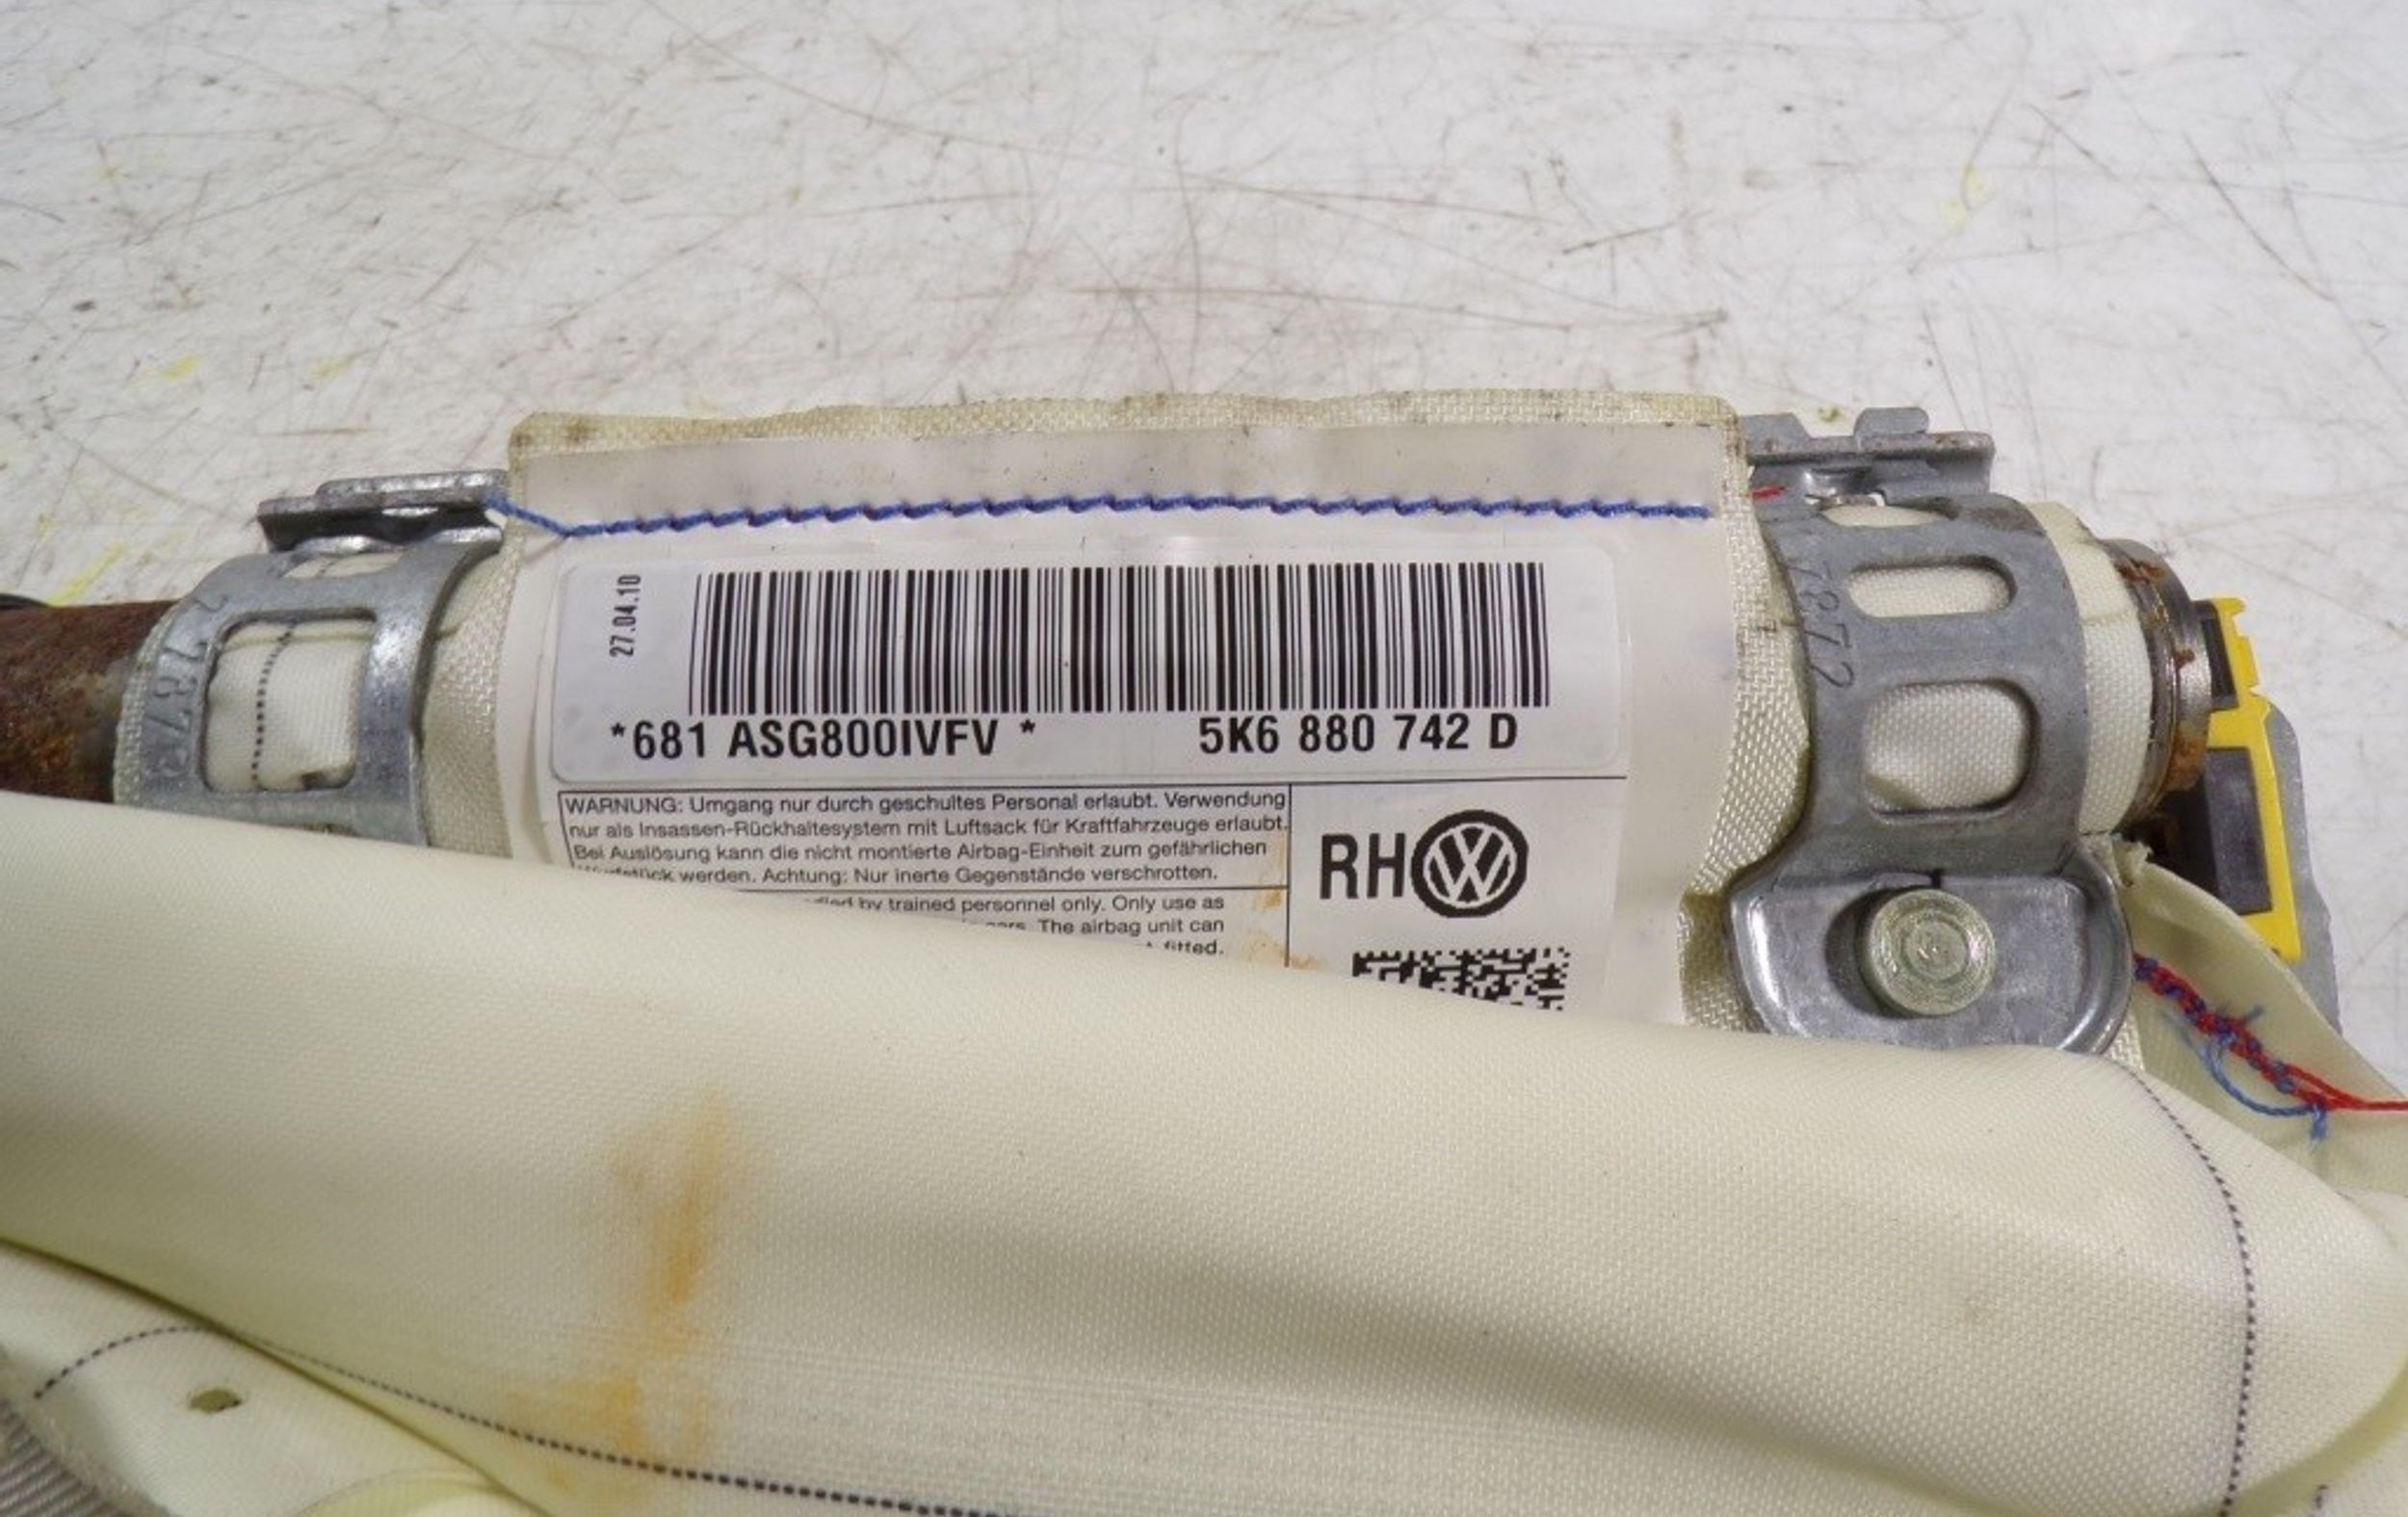 27.04.10
*681 ASG800IVFV * 5K6 880 742 D
WARNUNG: Umgang nur durch geschultes Personal erlaubt. Verwendung
nur als Insassen-Rückhaltesystem mit Luftsack für Kraftfahrzeuge erlaubt.
Bei Auslösung kann die nicht montierte Airbag-Einheit zum gefährlichen
werden. Achtung: Nur inerte Gegenstände verschrotten.
by trained personnel only. Only use as
The airbag unit can
fitted.
RH
7872